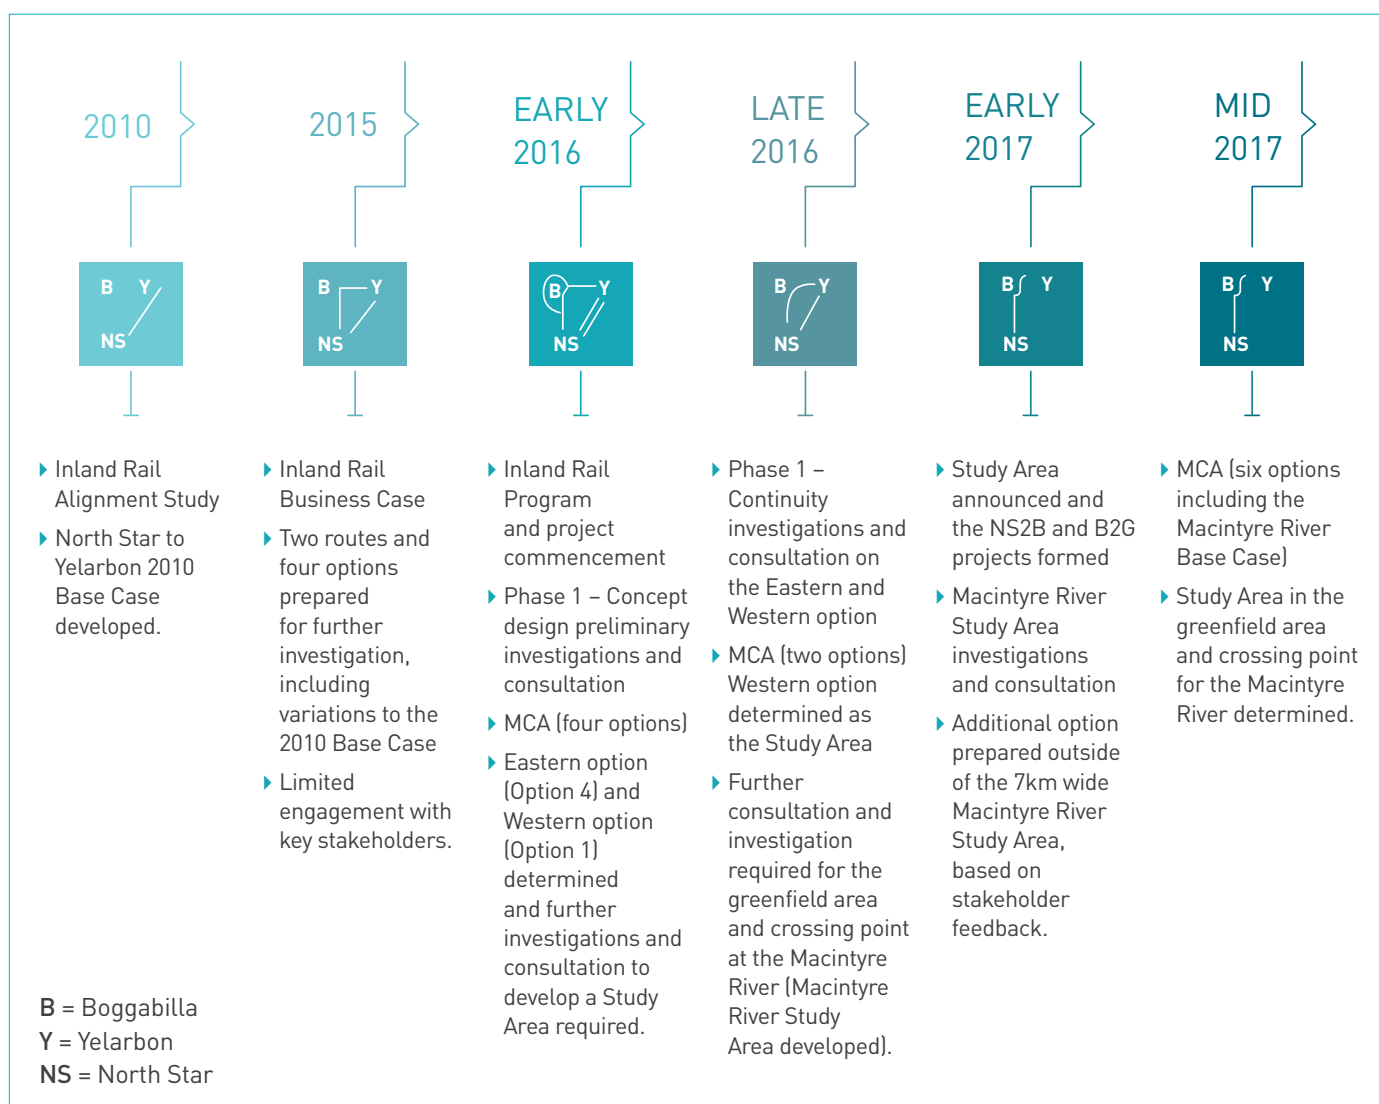 2010
B Y
NS
Inland Rail
Alignment Study
North Star to
Yelarbon 2010
Base Case
developed.
2015
B Y
NS
Inland Rail
Business Case
Two routes and
four options
prepared
for further
investigation,
including
variations to the
2010 Base Case
Limited
engagement with
key stakeholders.
EARLY
2016
B Y
NS
Inland Rail
Program
and project
commencement
Phase 1 – Concept
design preliminary
investigations and
consultation
MCA (four options)
Eastern option
(Option 4) and
Western option
(Option 1)
determined
and further
investigations and
consultation to
develop a Study
Area required.
LATE
2016
B Y
NS
Phase 1 –
Continuity
investigations and
consultation on
the Eastern and
Western option
MCA (two options)
Western option
determined as
the Study Area
Further
consultation and
investigation
required for the
greenfield area
and crossing point
at the Macintyre
River (Macintyre
River Study
Area developed).
EARLY
2017
B Y
NS
Study Area
announced and
the NS2B and B2G
projects formed
Macintyre River
Study Area
investigations
and consultation
Additional option
prepared outside
of the 7km wide
Macintyre River
Study Area,
based on
stakeholder
feedback.
MID
2017
B Y
NS
MCA (six options
including the
Macintyre River
Base Case)
Study Area in the
greenfield area
and crossing point
for the Macintyre
River determined.
B = Boggabilla
Y = Yelarbon
NS = North Star